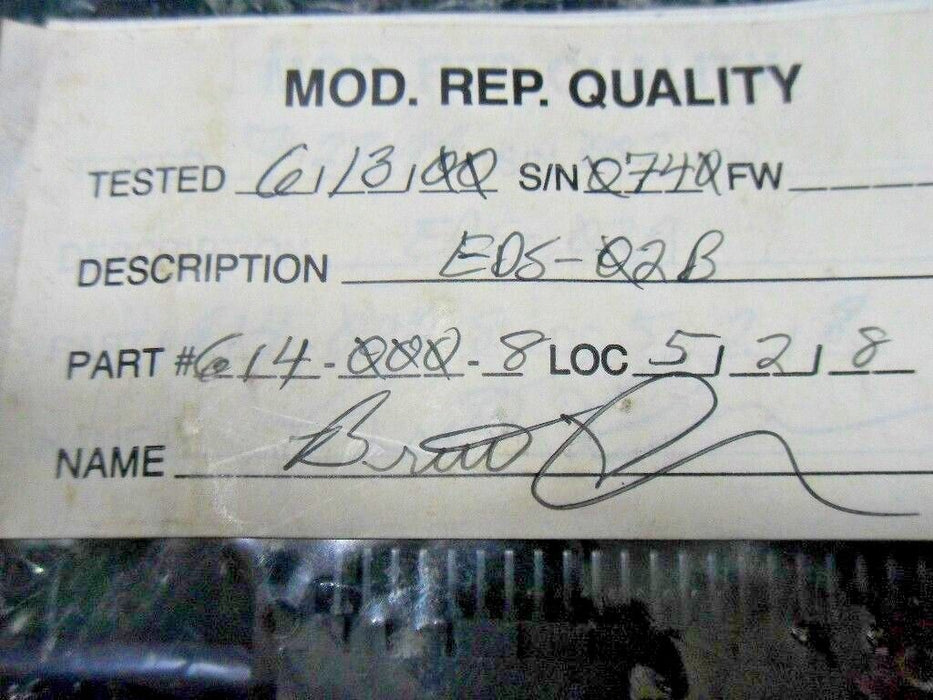 MOD. REP. QUALITY
TESTED 6/3/00 S/N 0740 FW
DESCRIPTION EDS-02B
PART # 614-000-8 LOC 5/2/8
NAME